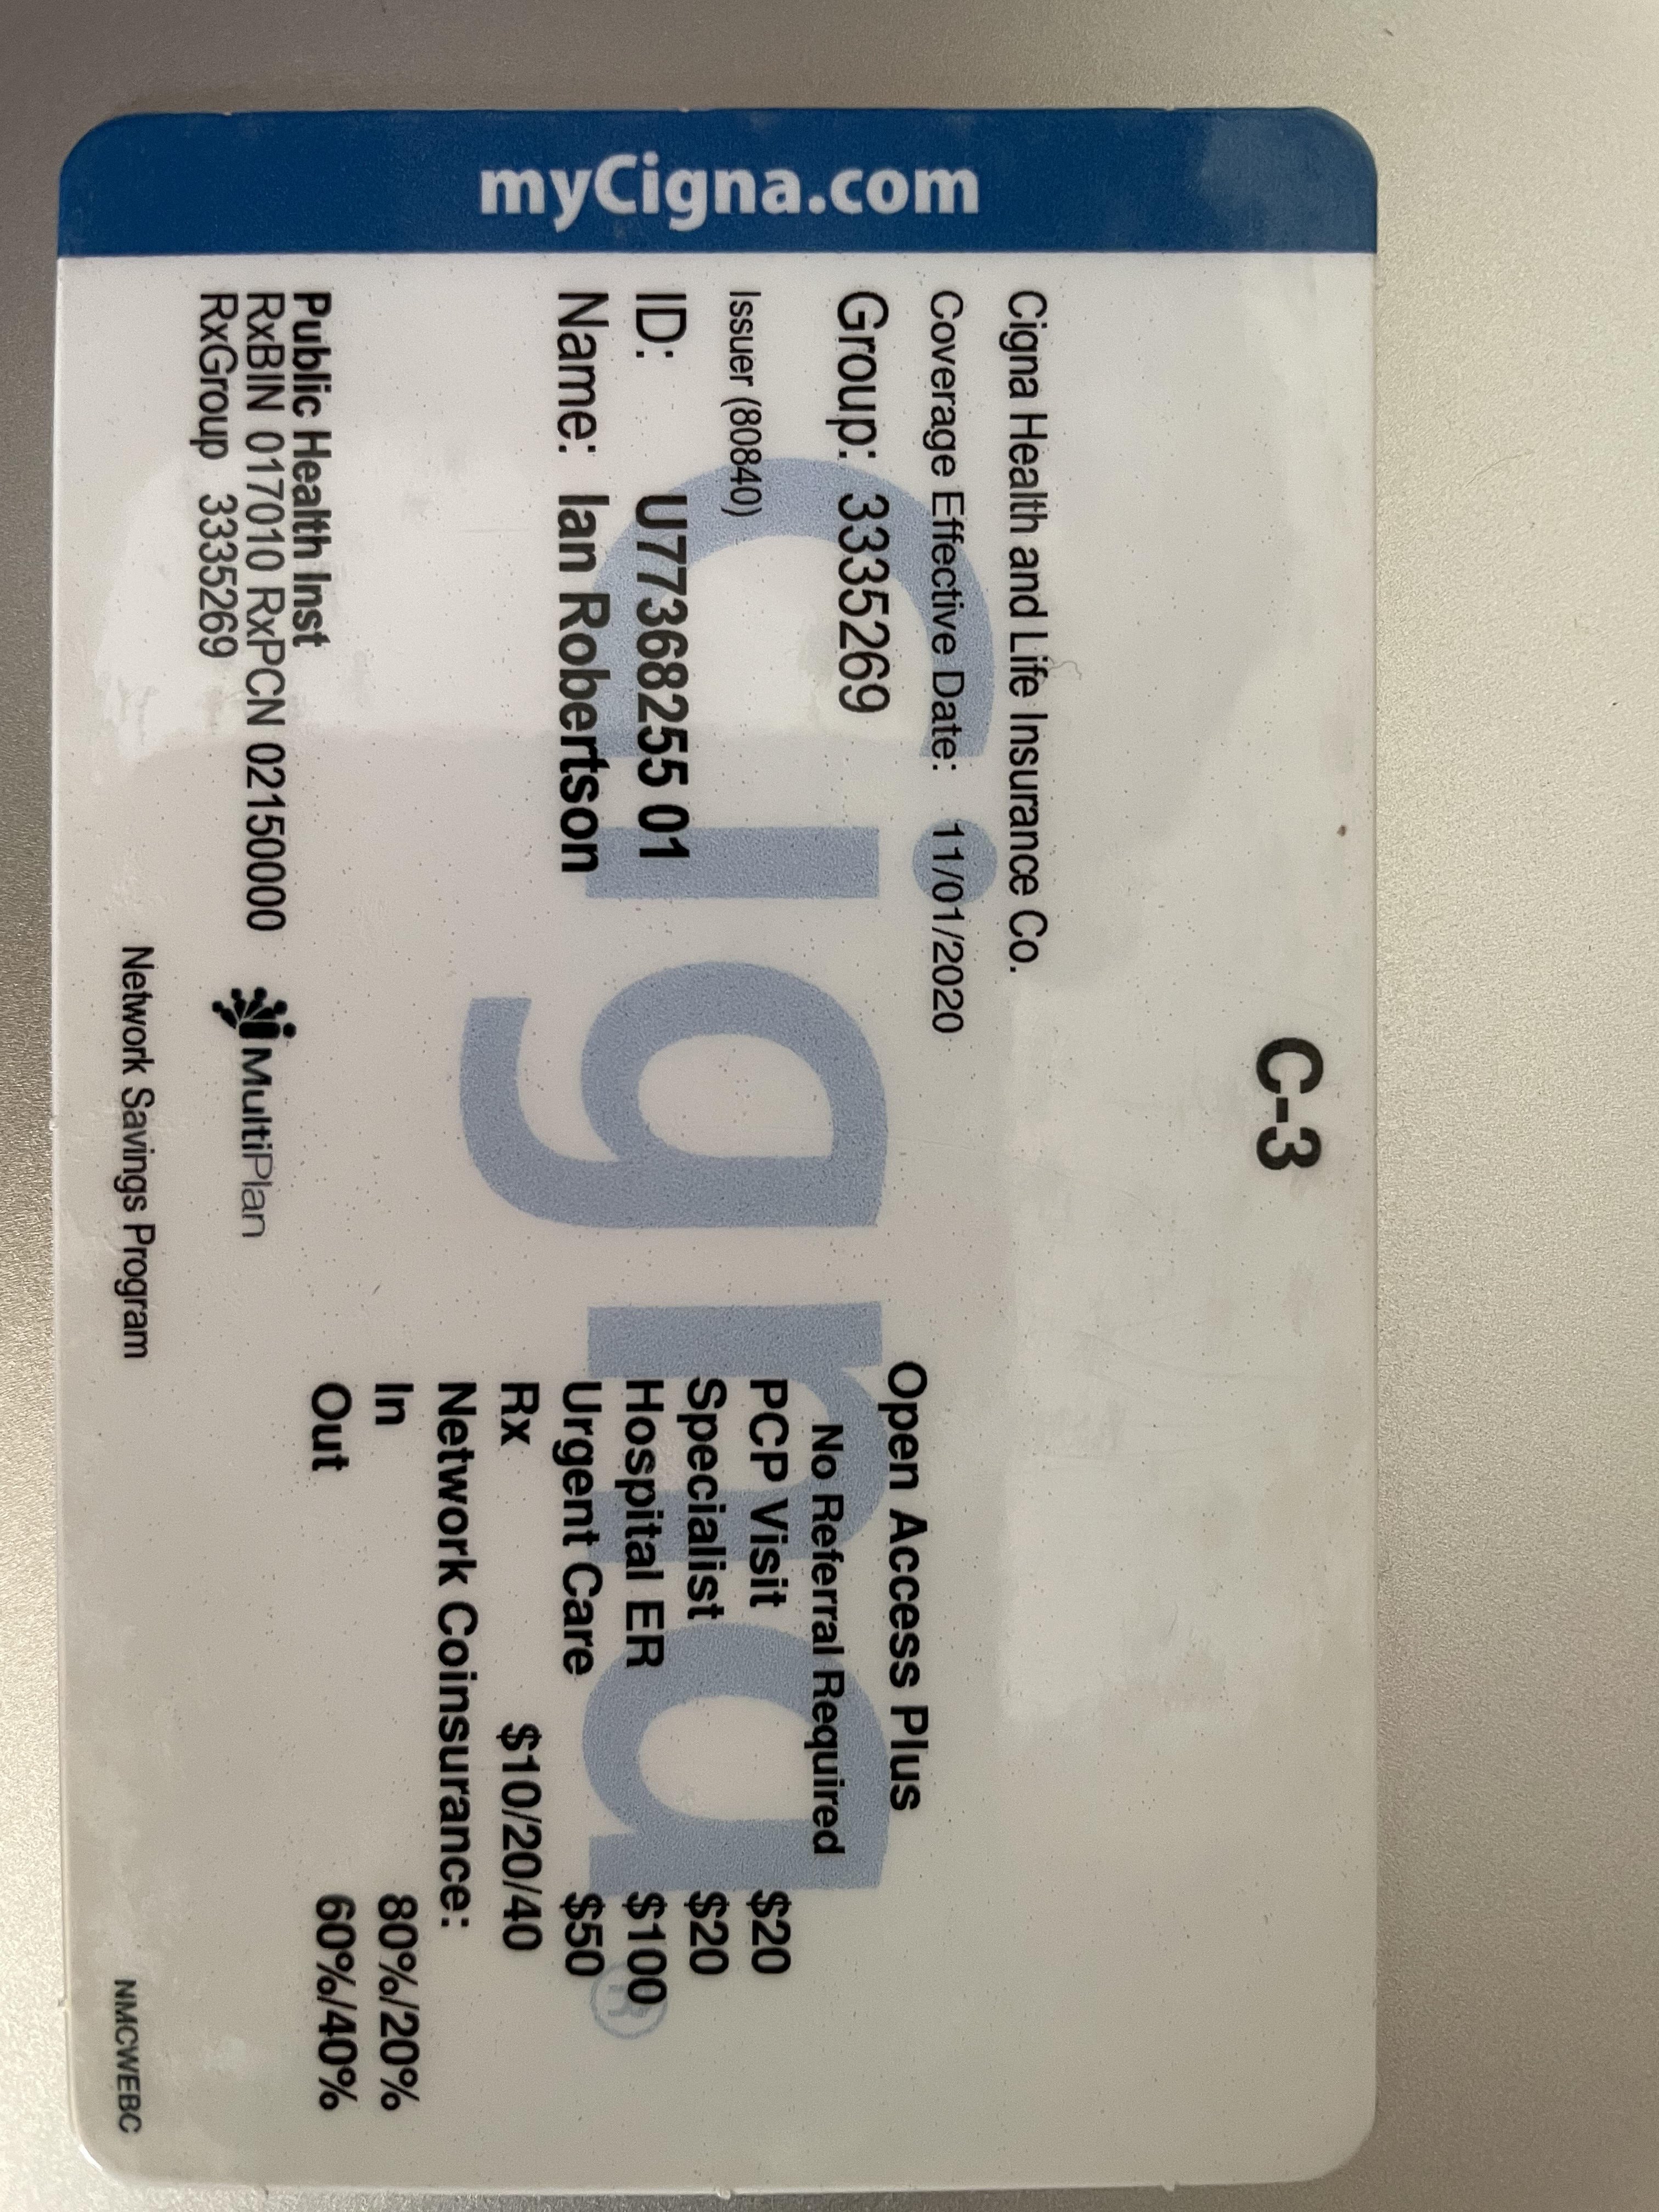 myCigna.com
C-3
Cigna Health and Life Insurance Co.
Coverage Effective Date: 11/01/2020
Group: 3335269
Issuer (80840)
ID: U77368255 01
Name: Ian Robertson
Public Health Inst
RxBIN 017010 RxPCN 02150000
RxGroup 3335269
MultiPlan
Network Savings Program
Open Access Plus
No Referral Required
PCP Visit $20
Specialist $20
Hospital ER $100
Urgent Care $50
Rx $10/20/40
Network Coinsurance:
In 80%/20%
Out 60%/40%
NMCWEBC
Cigna®